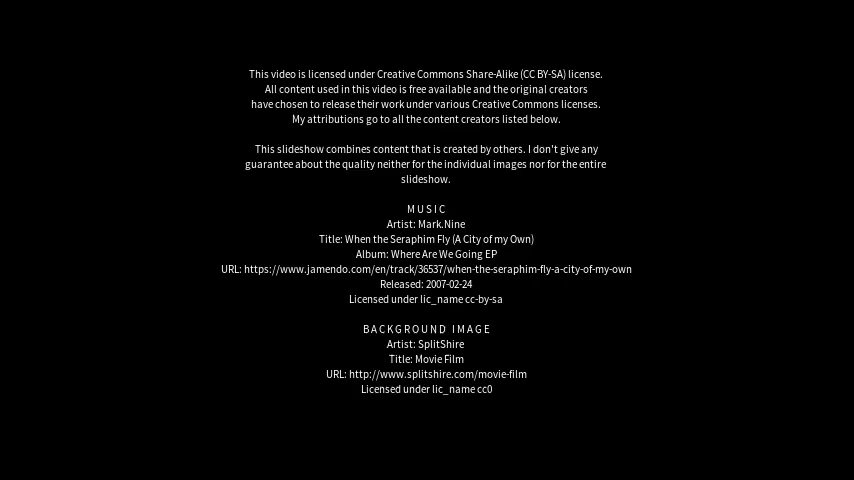 This video is licensed under Creative Commons Share-Alike (CC BY-SA) license.
All content used in this video is free available and the original creators
have chosen to release their work under various Creative Commons licenses.
My attributions go to all the content creators listed below.
This slideshow combines content that is created by others. I don't give any
guarantee about the quality neither for the individual images nor for the entire
slideshow.
MUSIC
Artist: Mark.Nine
Title: When the Seraphim Fly (A City of my Own)
Album: Where Are We Going EP
URL: https://www.jamendo.com/en/track/36537/when-the-seraphim-fly-a-city-of-my-own
Released: 2007-02-24
Licensed under lic_name cc-by-sa
BACKGROUND IMAGE
Artist: SplitShire
Title: Movie Film
URL: http://www.splitshire.com/movie-film
Licensed under lic_name cc0